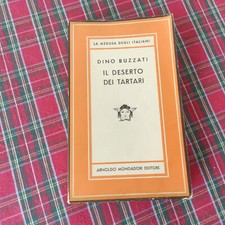 LA MEDUSA DEGLI ITALIANI
DINO BUZZATI
IL DESERTO
DEI TARTARI
ARNOLDO MONDADORI EDITORE